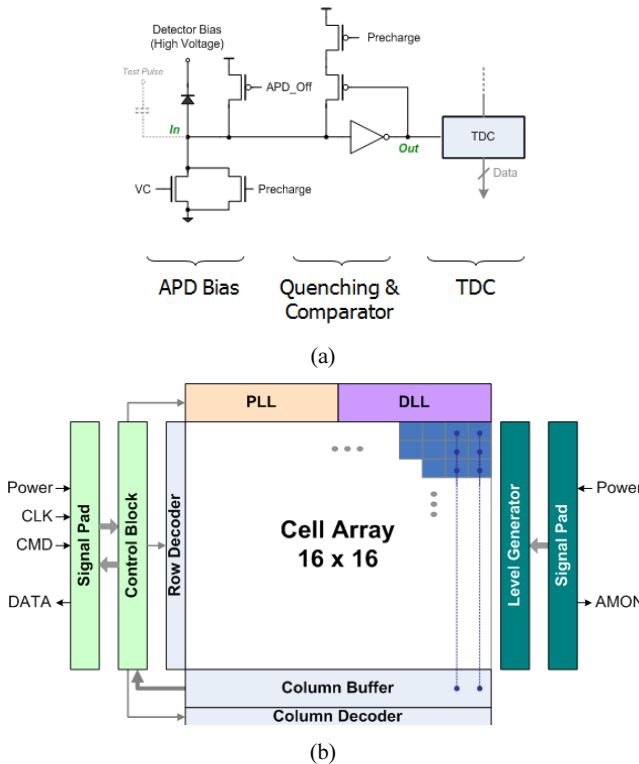 Detector Bias
(High Voltage)
Precharge
Test Pulse
APD_Off
In
Out
TDC
Data
VC
Precharge
APD Bias
Quenching &
Comparator
TDC
(a)
PLL
DLL
Power
CLK
CMD
DATA
Signal Pad
Control Block
Row Decoder
Cell Array
16 x 16
Level Generator
Signal Pad
Power
AMON
Column Buffer
Column Decoder
(b)